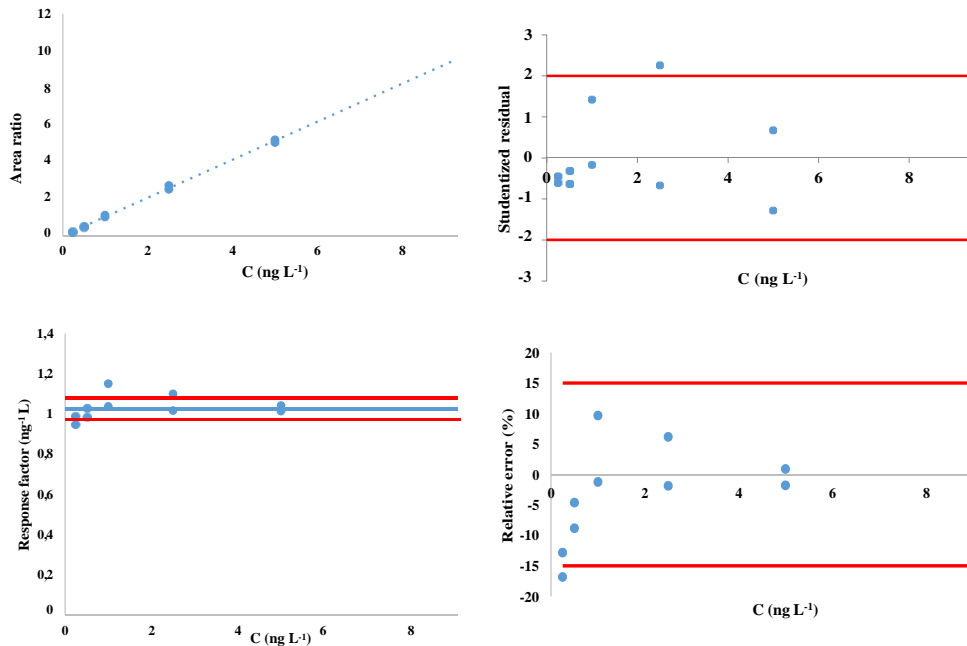 12
10
8
6
4
2
0
0 2 4 6 8
Area ratio
C (ng L⁻¹)
3
2
1
0
-1
-2
-3
0 2 4 6 8
Studentized residual
C (ng L⁻¹)
1,4
1,2
1
0,8
0,6
0,4
0,2
0
0 2 4 6 8
Response factor (ng⁻¹ L)
C (ng L⁻¹)
20
15
10
5
0
-5
-10
-15
-20
0 2 4 6 8
Relative error (%)
C (ng L⁻¹)